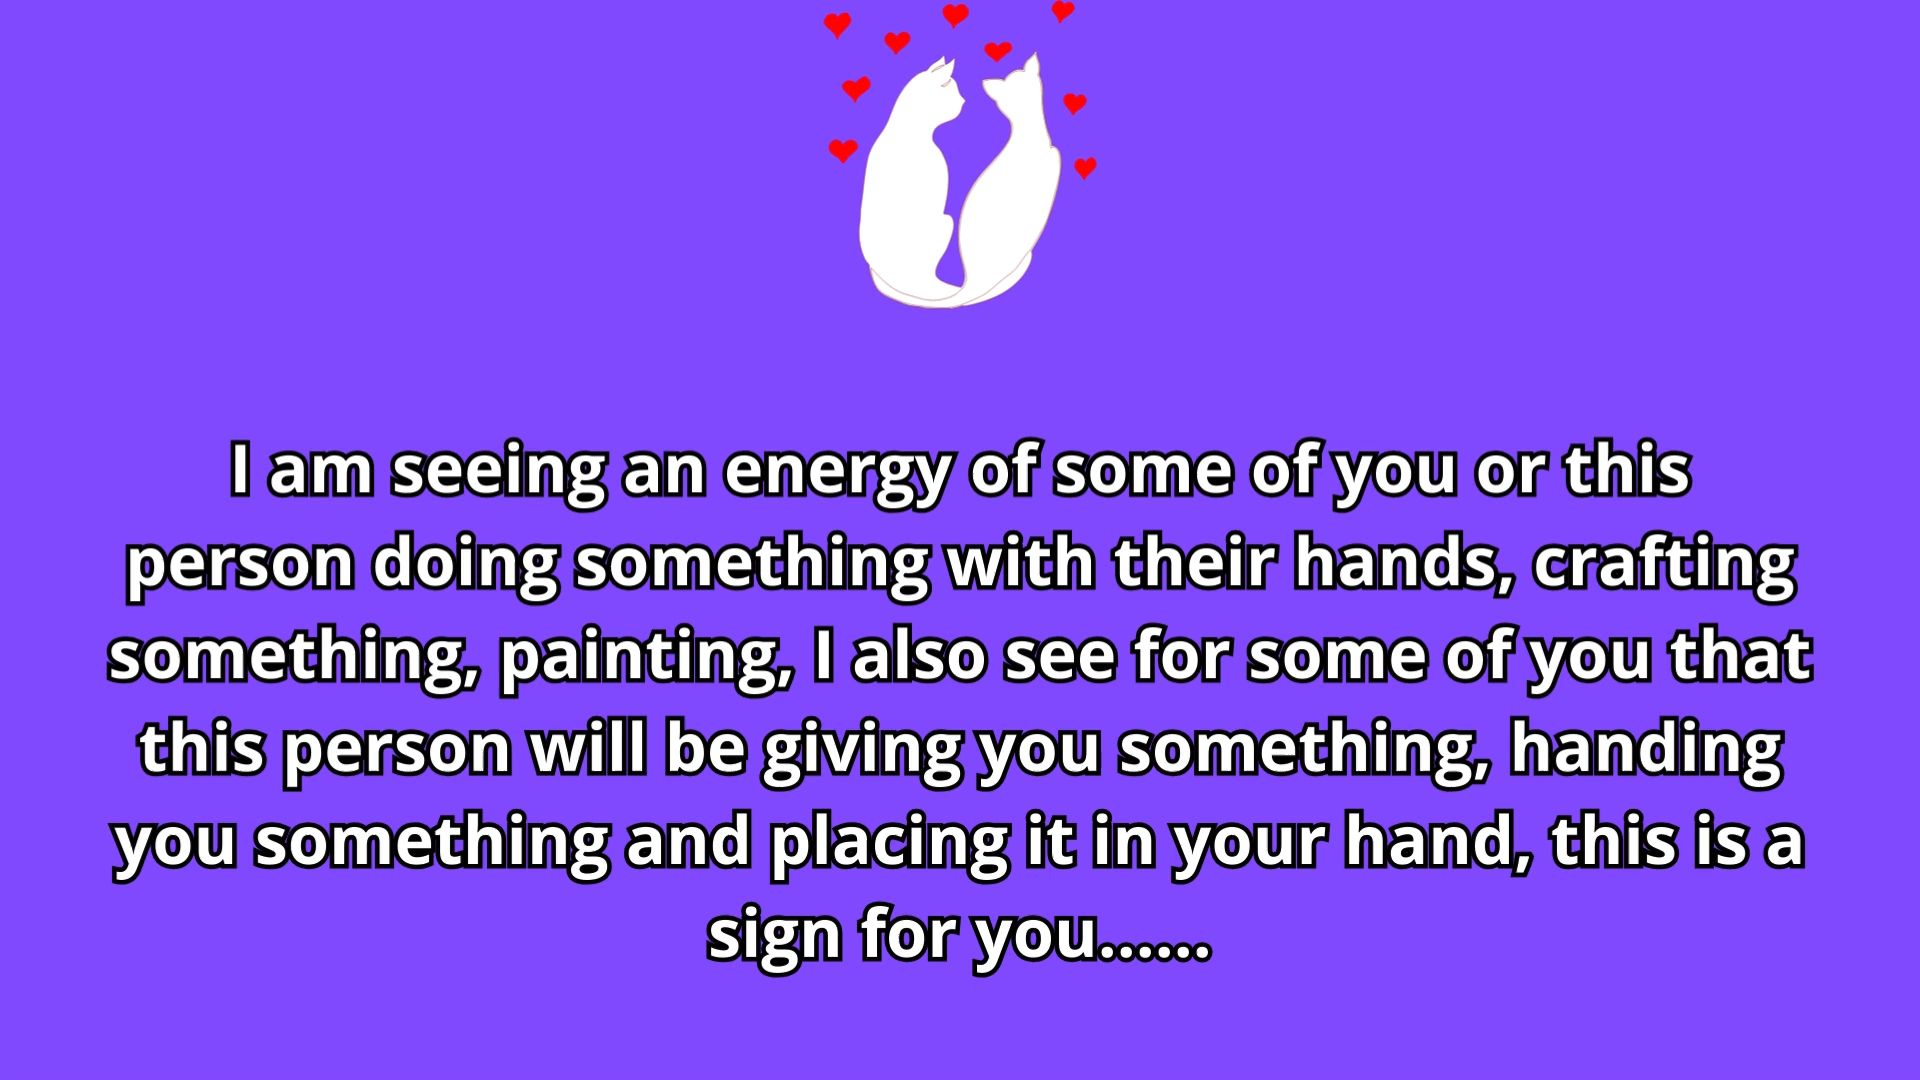 I am seeing an energy of some of you or this
person doing something with their hands, crafting
something, painting, I also see for some of you that
this person will be giving you something, handing
you something and placing it in your hand, this is a
sign for you......